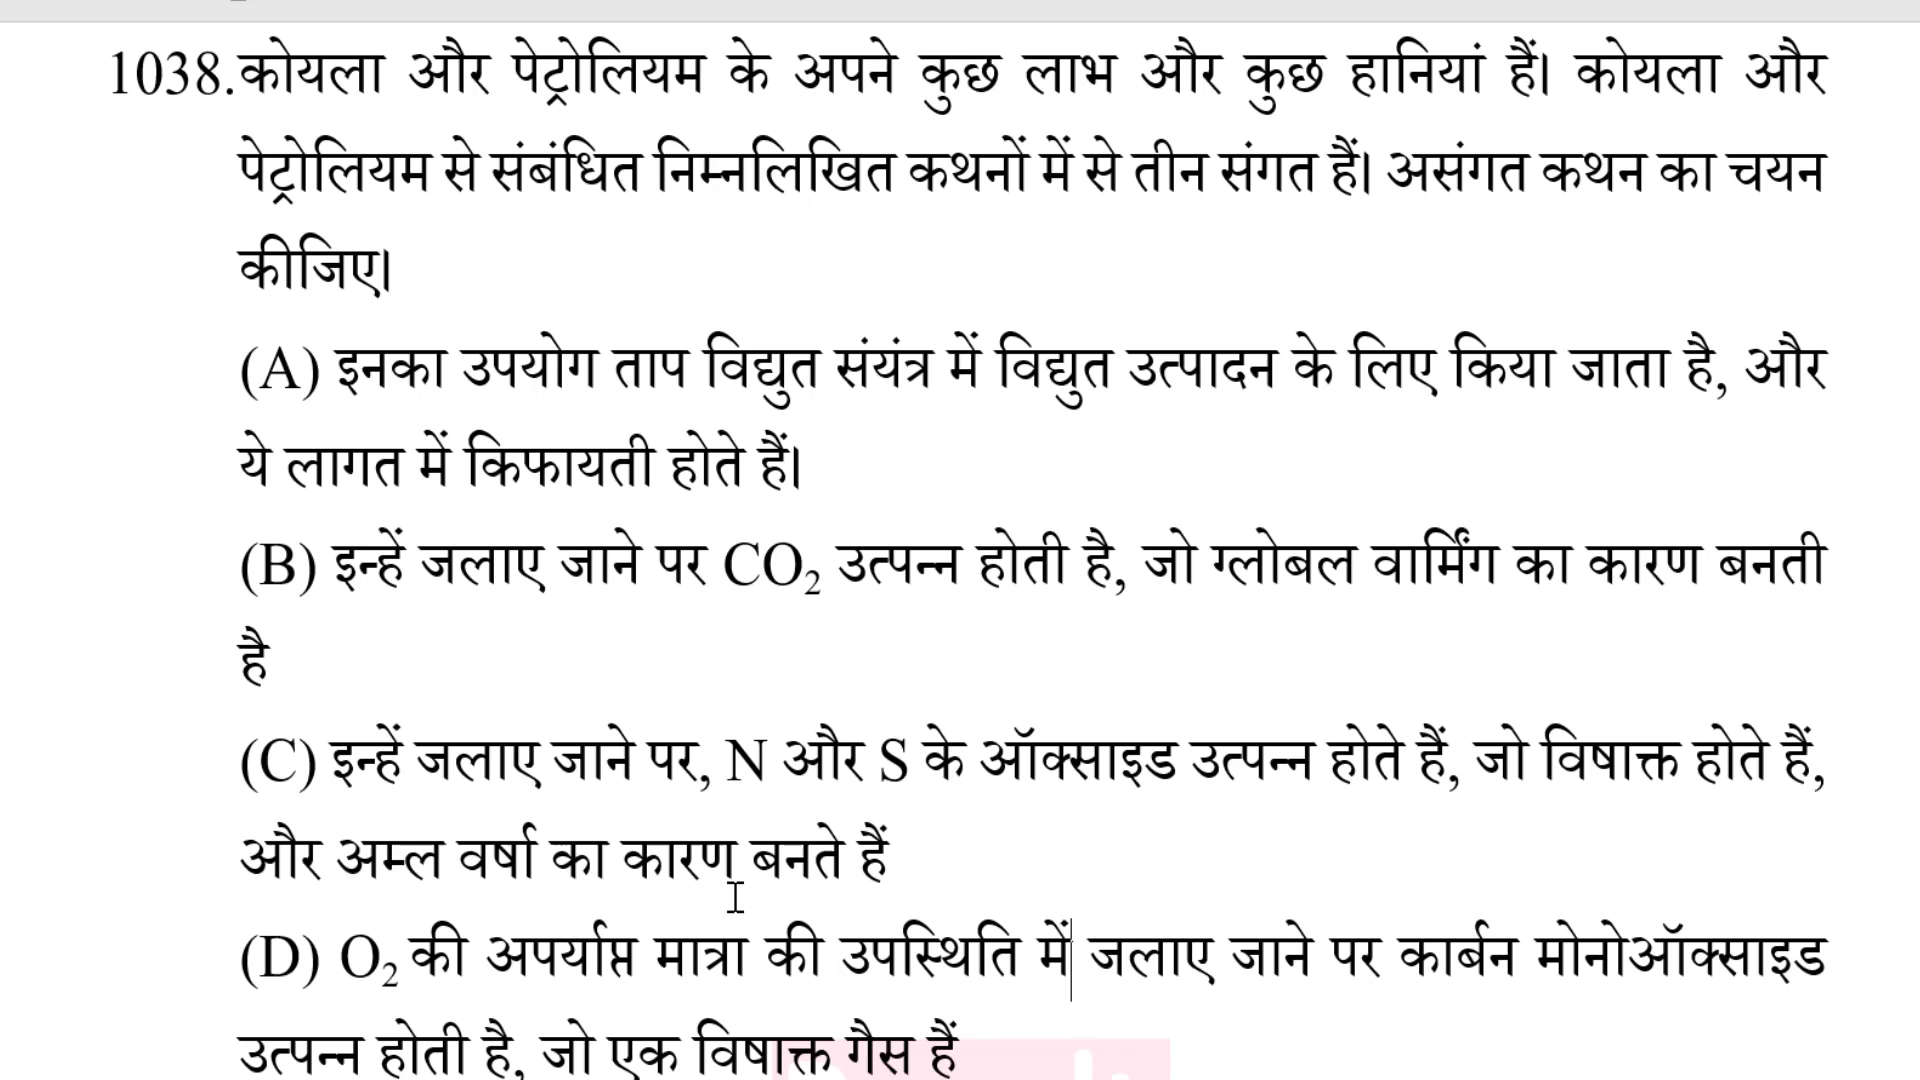 1038.कोयला और पेट्रोलियम के अपने कुछ लाभ और कुछ हानियां हैं। कोयला और
पेट्रोलियम से संबंधित निम्नलिखित कथनों में से तीन संगत हैं। असंगत कथन का चयन
कीजिए।
(A) इनका उपयोग ताप विद्युत संयंत्र में विद्युत उत्पादन के लिए किया जाता है, और
ये लागत में किफायती होते हैं।
(B) इन्हें जलाए जाने पर CO₂ उत्पन्न होती है, जो ग्लोबल वार्मिंग का कारण बनती
है
(C) इन्हें जलाए जाने पर, N और S के ऑक्साइड उत्पन्न होते हैं, जो विषाक्त होते हैं,
और अम्ल वर्षा का कारण बनते हैं
(D) O₂ की अपर्याप्त मात्रा की उपस्थिति में जलाए जाने पर कार्बन मोनोऑक्साइड
उत्पन्न होती है, जो एक विषाक्त गैस हैं